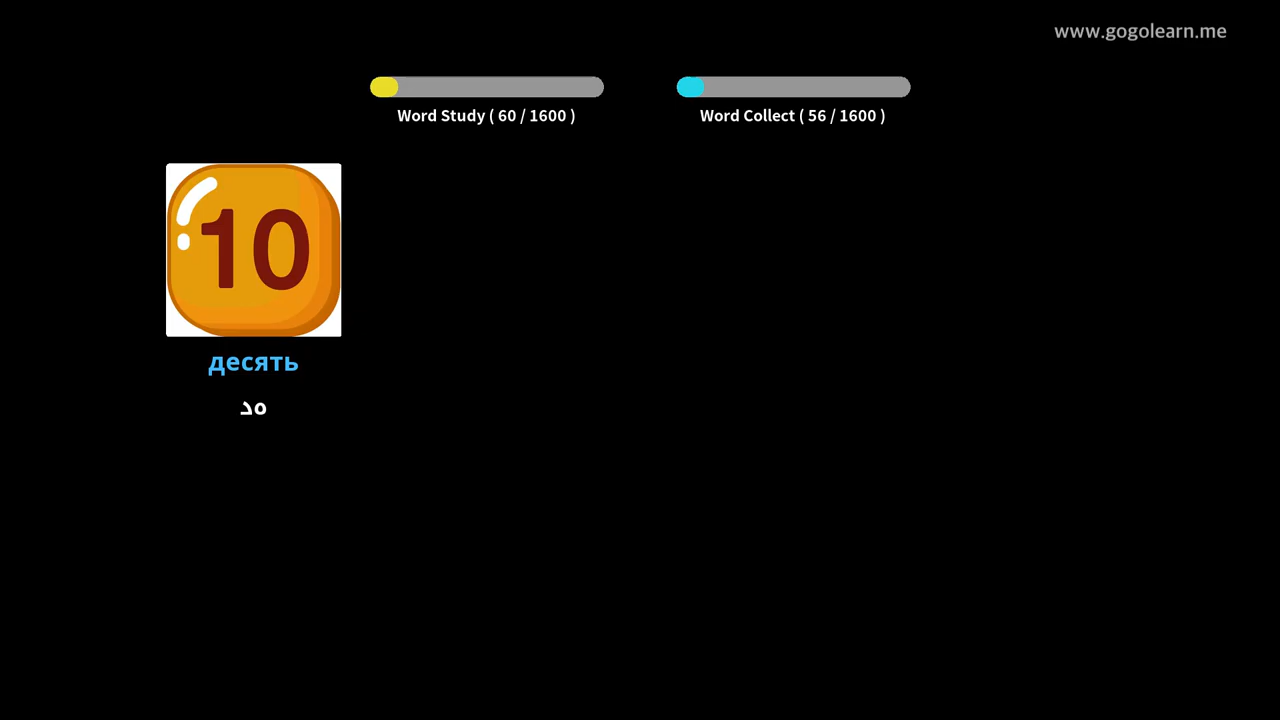 www.gogolearn.me
Word Study ( 60 / 1600 )
Word Collect ( 56 / 1600 )
10
десять
ده